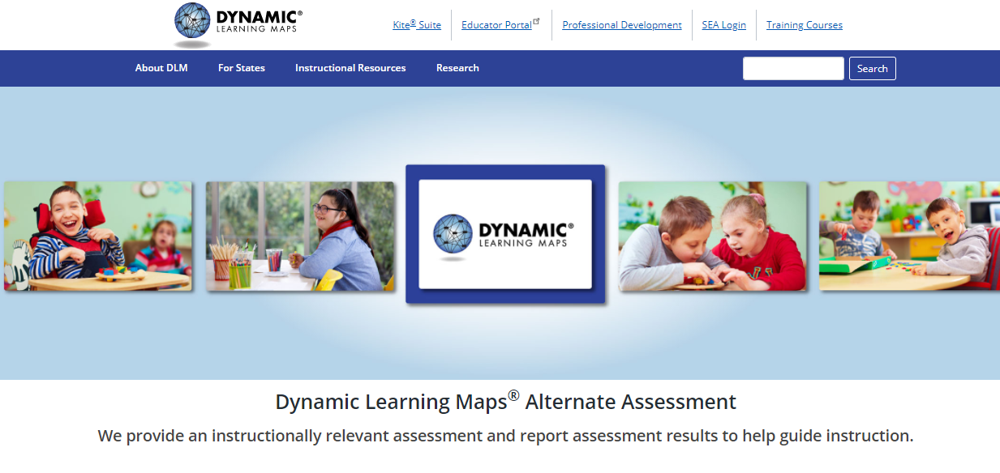 DYNAMIC®
LEARNING MAPS
Kite® Suite
Educator Portal
Professional Development
SEA Login
Training Courses
About DLM
For States
Instructional Resources
Research
Search
DYNAMIC®
LEARNING MAPS
Dynamic Learning Maps® Alternate Assessment
We provide an instructionally relevant assessment and report assessment results to help guide instruction.